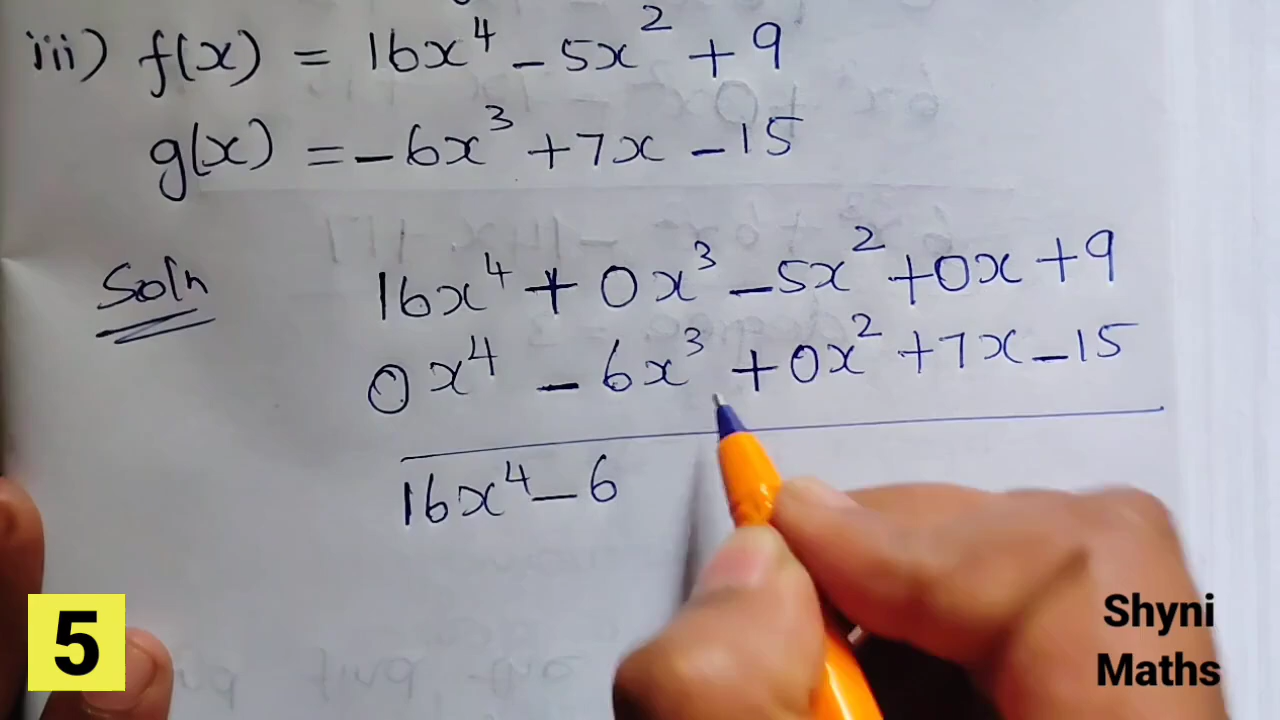 iii) f(x) = 16x⁴ - 5x² + 9
g(x) = -6x³ + 7x - 15
Soln
16x⁴ + 0x³ - 5x² + 0x + 9
0x⁴ - 6x³ + 0x² + 7x - 15
16x⁴ - 6
5
Shyni
Maths